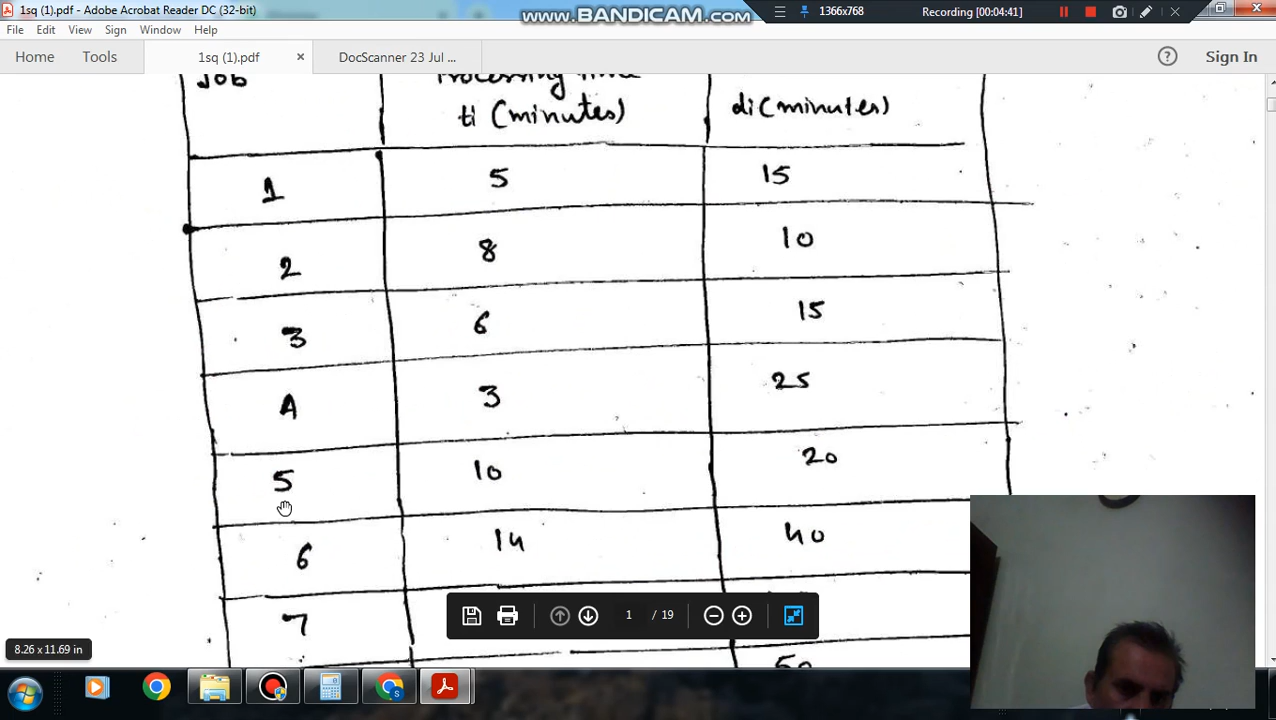 1sq (1).pdf - Adobe Acrobat Reader DC (32-bit)
www.BANDICAM.com
1366x768
Recording [00:04:41]
File Edit View Sign Window Help
Home Tools
1sq (1).pdf ×
DocScanner 23 Jul ...
? Sign In
Job Processing time
ti (minutes) di (minutes)
1 5 15
2 8 10
3 6 15
4 3 25
5 10 20
6 14 40
7
50
1 / 19
8.26 x 11.69 in